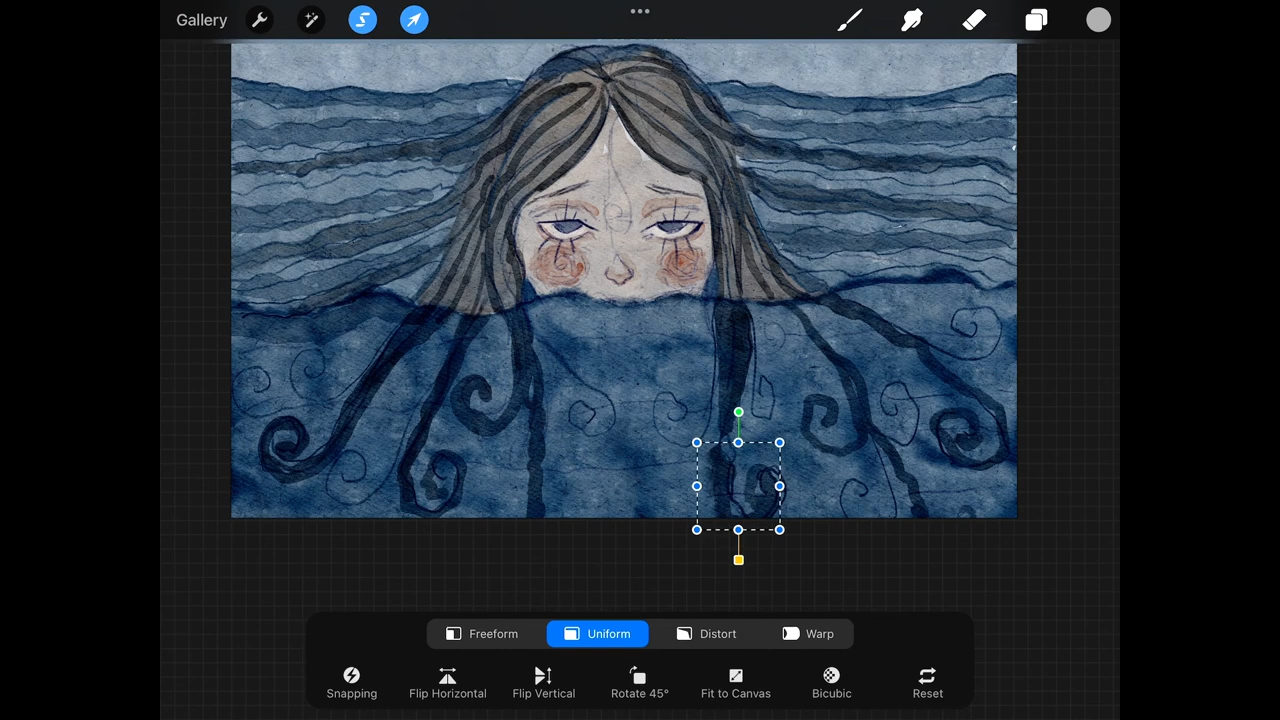 Gallery
Freeform Uniform Distort Warp
Snapping Flip Horizontal Flip Vertical Rotate 45° Fit to Canvas Bicubic Reset